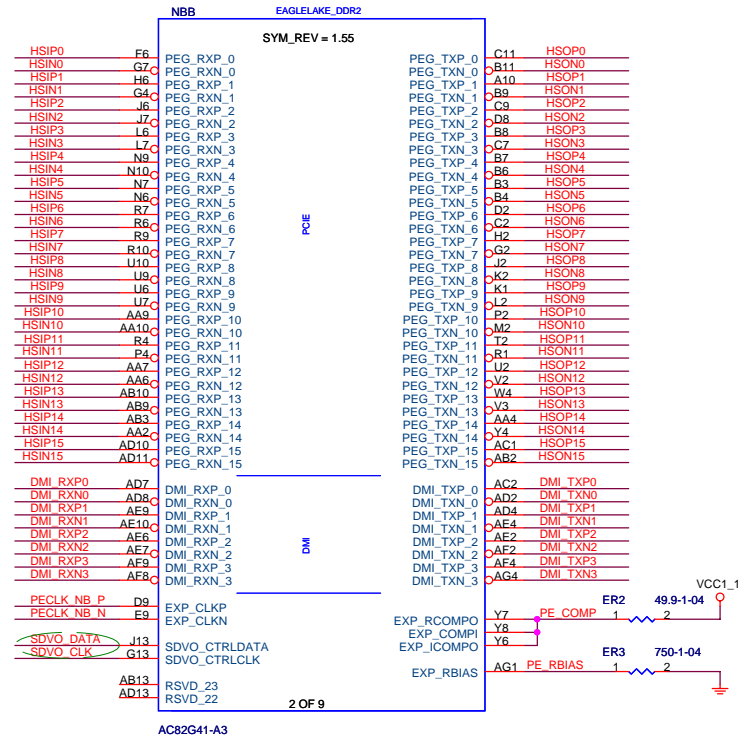 NBB EAGLELAKE_DDR2
SYM_REV = 1.55
HSIP0 F6 PEG_RXP_0 PEG_TXP_0 C11 HSOP0
HSIN0 G7 PEG_RXN_0 PEG_TXN_0 B11 HSON0
HSIP1 H6 PEG_RXP_1 PEG_TXP_1 A10 HSOP1
HSIN1 G4 PEG_RXN_1 PEG_TXN_1 B9 HSON1
HSIP2 J6 PEG_RXP_2 PEG_TXP_2 C9 HSOP2
HSIN2 J7 PEG_RXN_2 PEG_TXN_2 D8 HSON2
HSIP3 L6 PEG_RXP_3 PEG_TXP_3 B8 HSOP3
HSIN3 L7 PEG_RXN_3 PEG_TXN_3 C7 HSON3
HSIP4 N9 PEG_RXP_4 PEG_TXP_4 B7 HSOP4
HSIN4 N10 PEG_RXN_4 PEG_TXN_4 B6 HSON4
HSIP5 N7 PEG_RXP_5 PEG_TXP_5 B3 HSOP5
HSIN5 N6 PEG_RXN_5 PEG_TXN_5 B4 HSON5
HSIP6 R7 PEG_RXP_6 PEG_TXP_6 D2 HSOP6
HSIN6 R6 PEG_RXN_6 PEG_TXN_6 C2 HSON6
HSIP7 R9 PEG_RXP_7 PCIE PEG_TXP_7 H2 HSOP7
HSIN7 R10 PEG_RXN_7 PEG_TXN_7 G2 HSON7
HSIP8 U10 PEG_RXP_8 PEG_TXP_8 J2 HSOP8
HSIN8 U9 PEG_RXN_8 PEG_TXN_8 K2 HSON8
HSIP9 U6 PEG_RXP_9 PEG_TXP_9 K1 HSOP9
HSIN9 U7 PEG_RXN_9 PEG_TXN_9 L2 HSON9
HSIP10 AA9 PEG_RXP_10 PEG_TXP_10 P2 HSOP10
HSIN10 AA10 PEG_RXN_10 PEG_TXN_10 M2 HSON10
HSIP11 R4 PEG_RXP_11 PEG_TXP_11 T2 HSOP11
HSIN11 P4 PEG_RXN_11 PEG_TXN_11 R1 HSON11
HSIP12 AA7 PEG_RXP_12 PEG_TXP_12 U2 HSOP12
HSIN12 AA6 PEG_RXN_12 PEG_TXN_12 V2 HSON12
HSIP13 AB10 PEG_RXP_13 PEG_TXP_13 W4 HSOP13
HSIN13 AB9 PEG_RXN_13 PEG_TXN_13 V3 HSON13
HSIP14 AB3 PEG_RXP_14 PEG_TXP_14 AA4 HSOP14
HSIN14 AA2 PEG_RXN_14 PEG_TXN_14 Y4 HSON14
HSIP15 AD10 PEG_RXP_15 PEG_TXP_15 AC1 HSOP15
HSIN15 AD11 PEG_RXN_15 PEG_TXN_15 AB2 HSON15
DMI_RXP0 AD7 DMI_RXP_0 DMI_TXP_0 AC2 DMI_TXP0
DMI_RXN0 AD8 DMI_RXN_0 DMI_TXN_0 AD2 DMI_TXN0
DMI_RXP1 AE9 DMI_RXP_1 DMI_TXP_1 AD4 DMI_TXP1
DMI_RXN1 AE10 DMI_RXN_1 DMI_TXN_1 AE4 DMI_TXN1
DMI_RXP2 AE6 DMI_RXP_2 DMI DMI_TXP_2 AE2 DMI_TXP2
DMI_RXN2 AE7 DMI_RXN_2 DMI_TXN_2 AF2 DMI_TXN2
DMI_RXP3 AF9 DMI_RXP_3 DMI_TXP_3 AF4 DMI_TXP3
DMI_RXN3 AF8 DMI_RXN_3 DMI_TXN_3 AG4 DMI_TXN3
VCC1_1
PECLK_NB_P D9 EXP_CLKP
PECLK_NB_N E9 EXP_CLKN
EXP_RCOMPO Y7 PE_COMP ER2 1 49.9-1-04 2
EXP_COMPI Y8
SDVO_DATA J13 SDVO_CTRLDATA EXP_ICOMPO Y6
SDVO_CLK G13 SDVO_CTRLCLK
EXP_RBIAS AG1 PE_RBIAS ER3 1 750-1-04 2
AB13 RSVD_23
AD13 RSVD_22
2 OF 9
AC82G41-A3